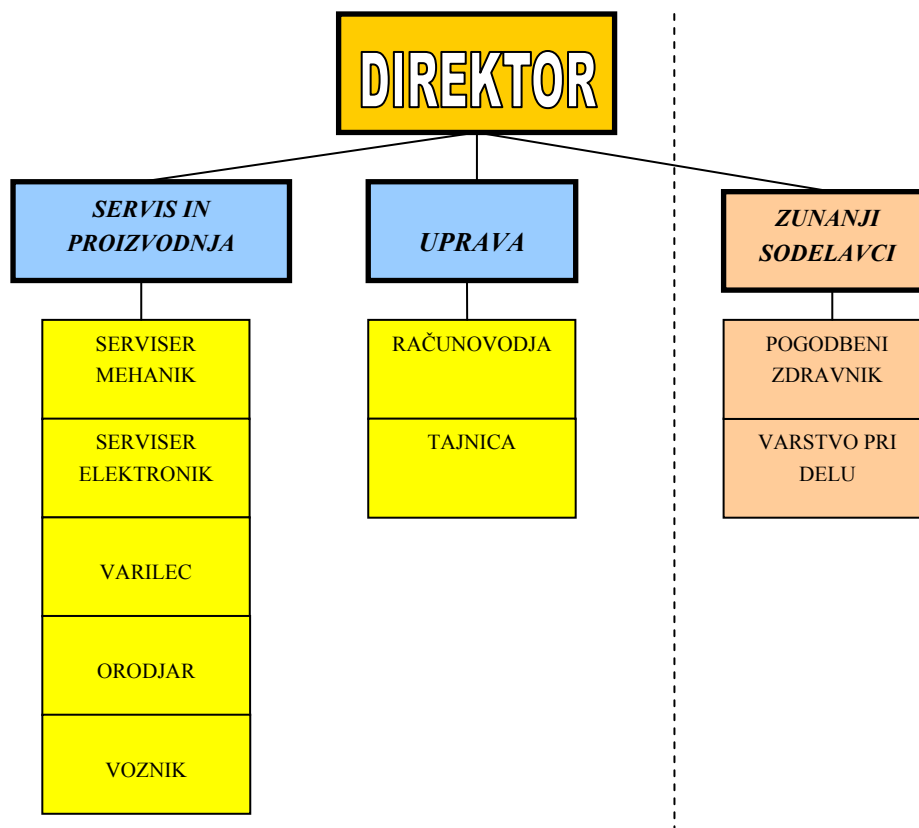 DIREKTOR
SERVIS IN
PROIZVODNJA
UPRAVA
ZUNANJI
SODELAVCI
SERVISER
MEHANIK
SERVISER
ELEKTRONIK
VARILEC
ORODJAR
VOZNIK
RAČUNOVODJA
TAJNICA
POGODBENI
ZDRAVNIK
VARSTVO PRI
DELU